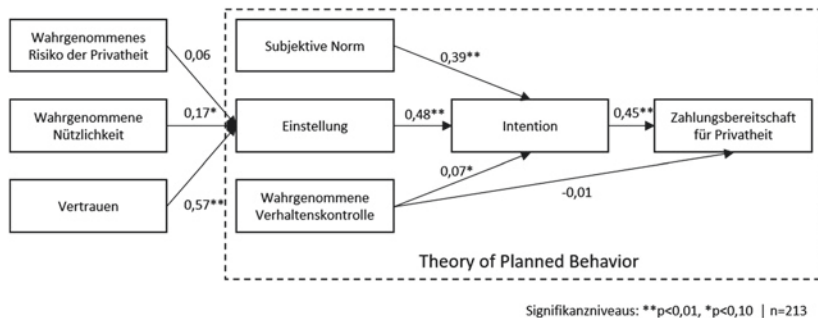 Wahrgenommenes
Risiko der Privatheit
0,06
Subjektive Norm
0,39**
Wahrgenommene
Nützlichkeit
0,17*
Einstellung
0,48**
Intention
0,45**
Zahlungsbereitschaft
für Privatheit
Vertrauen
0,57**
Wahrgenommene
Verhaltenskontrolle
0,07*
-0,01
Theory of Planned Behavior
Signifikanzniveaus: **p<0,01, *p<0,10 | n=213